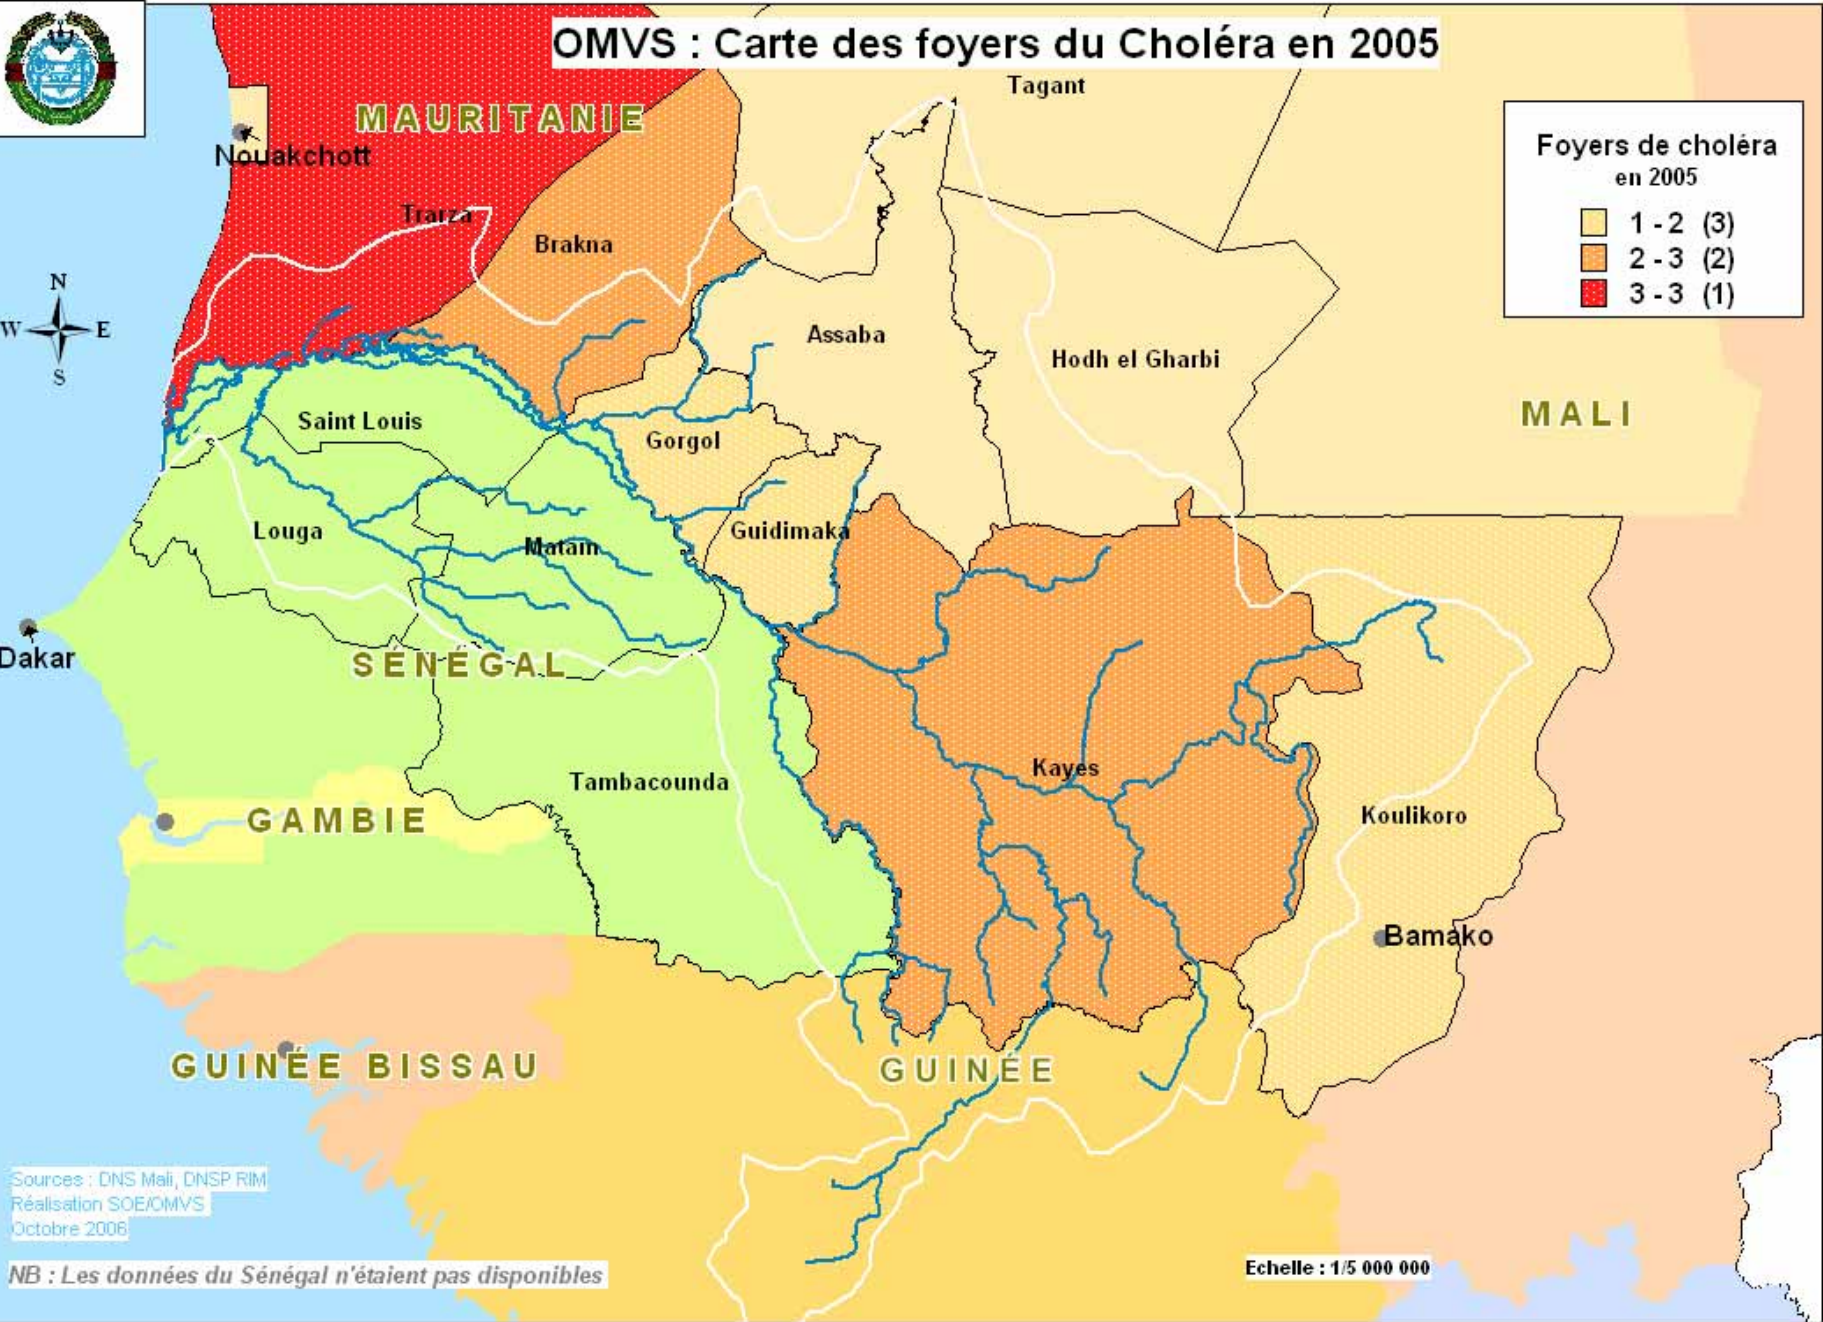 OMVS : Carte des foyers du Choléra en 2005
Tagant
MAURITANIE
Foyers de choléra
en 2005
1 - 2 (3)
2 - 3 (2)
3 - 3 (1)
Nouakchott
Trarza
Brakna
N
W E
S
Assaba
Hodh el Gharbi
MALI
Saint Louis
Gorgol
Louga
Matam
Guidimaka
Dakar
SÉNÉGAL
Kayes
Tambacounda
Koulikoro
GAMBIE
Bamako
GUINÉE BISSAU
GUINÉE
Sources : DNS Mali, DNSP RIM
Réalisation SOE/OMVS
Octobre 2006
NB : Les données du Sénégal n'étaient pas disponibles
Echelle : 1/5 000 000